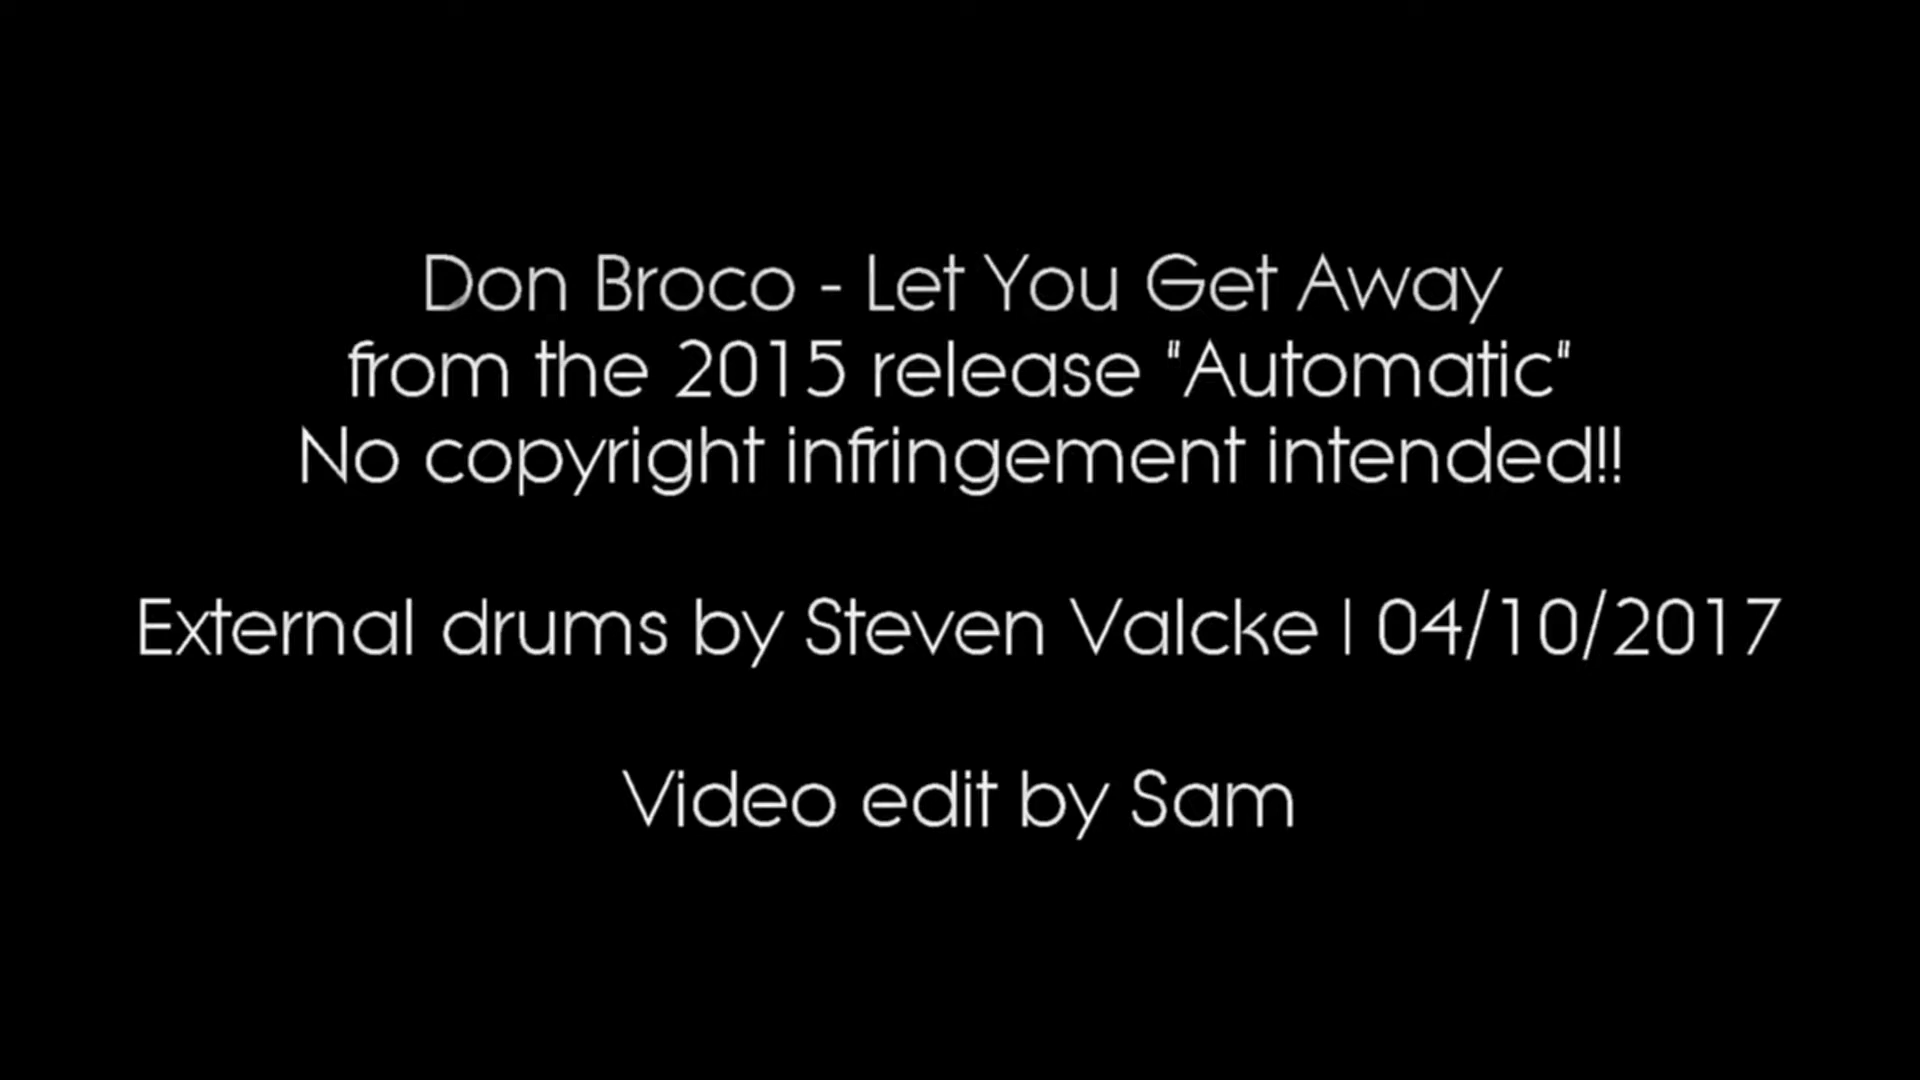 Don Broco - Let You Get Away
from the 2015 release "Automatic"
No copyright infringement intended!!
External drums by Steven Valcke | 04/10/2017
Video edit by Sam